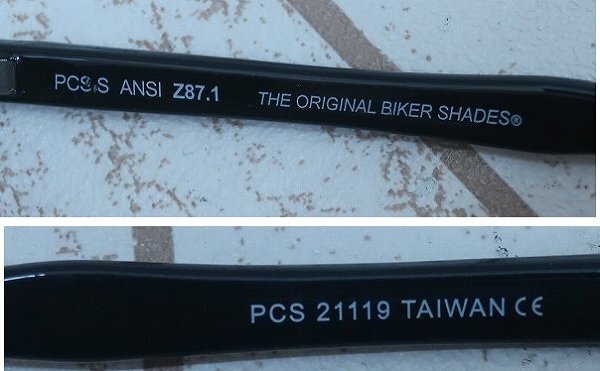 PCS.S ANSI Z87.1 THE ORIGINAL BIKER SHADES®
PCS 21119 TAIWAN CE